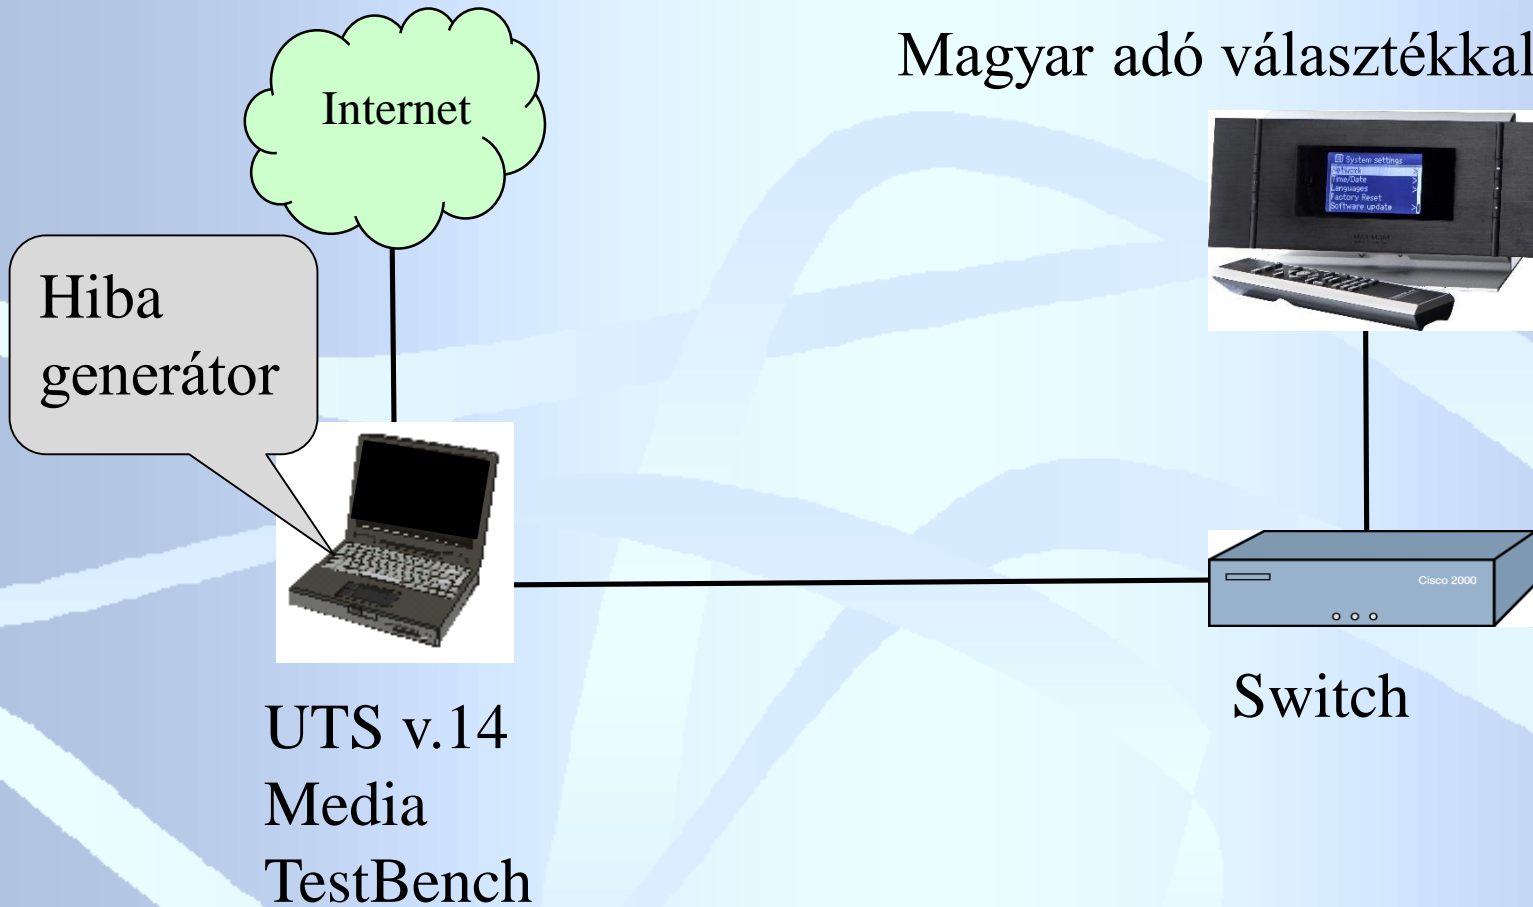 Magyar adó választékkal
Internet
System settings
Network
Time/Date
Languages
Factory Reset
Software update
Hiba
generátor
Cisco 2000
Switch
UTS v.14
Media
TestBench